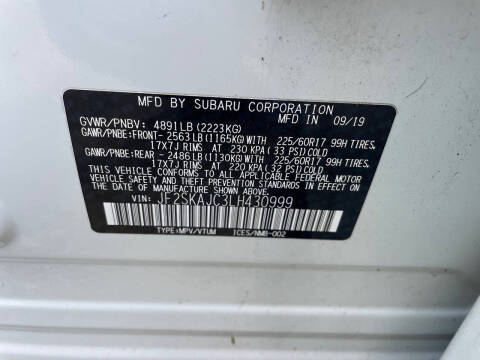 MFD BY SUBARU CORPORATION
GVWR/PNBV: 4891LB(2223KG) MFD IN 09/19
GAWR/PNBE:FRONT-2563LB(1165KG)WITH 225/60R17 99H TIRES,
17X7J RIMS AT 230 KPA(33 PSI)COLD
GAWR/PNBE:REAR -2486LB(1130KG)WITH 225/60R17 99H TIRES,
17X7J RIMS AT 220 KPA(32 PSI)COLD
THIS VEHICLE CONFORMS TO ALL APPLICABLE FEDERAL MOTOR
VEHICLE SAFETY AND THEFT PREVENTION STANDARDS IN EFFECT
ON THE DATE OF MANUFACTURE SHOWN ABOVE.
VIN: JF2SKAJC3LH430999
TYPE:MPV/VTUM ICES/NMB-002